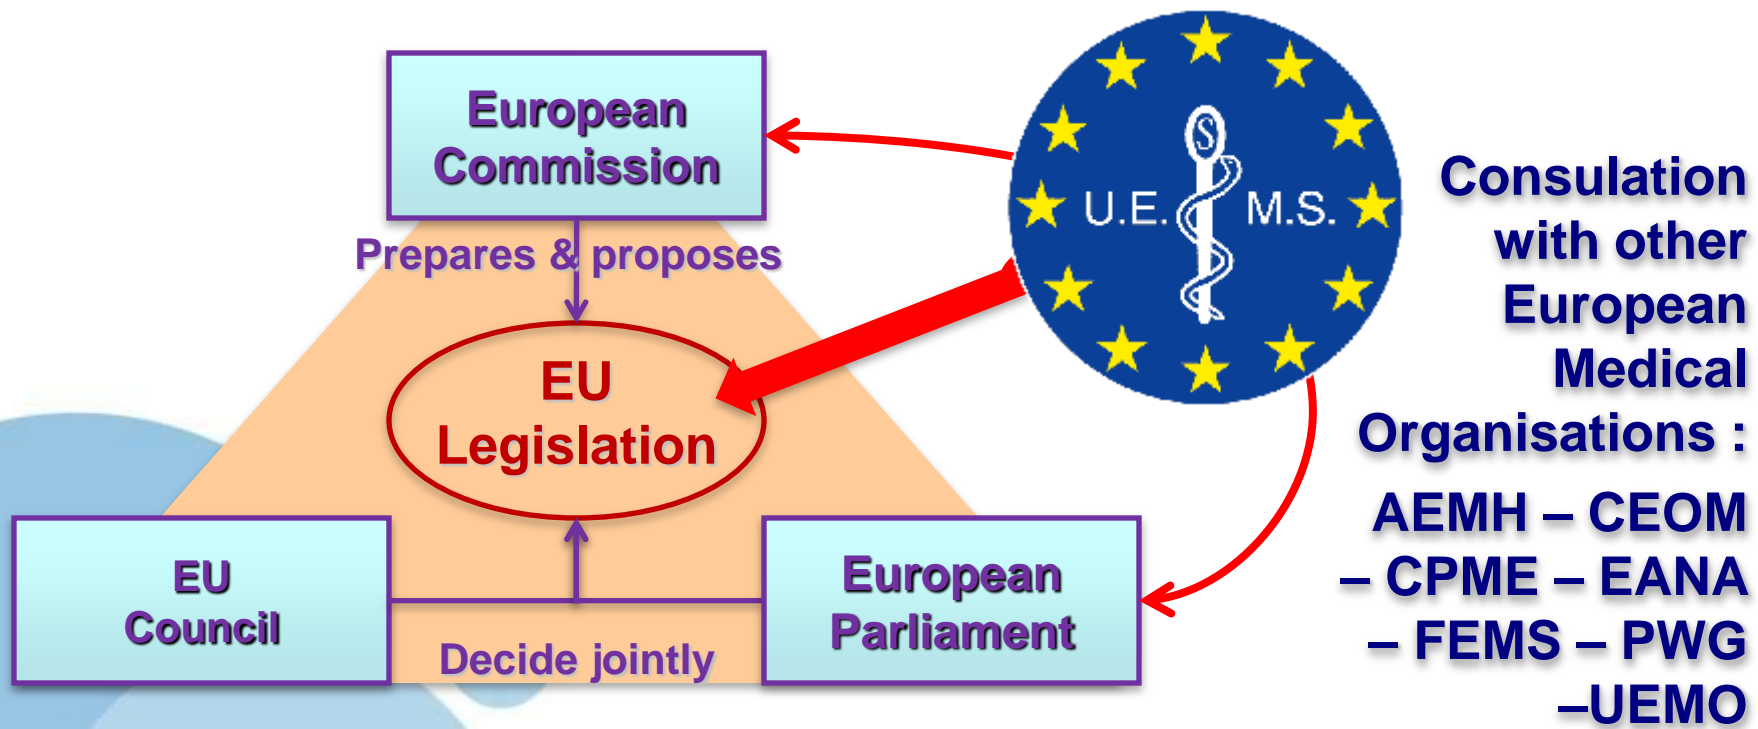 European
Commission
Prepares & proposes
EU
Legislation
EU
Council
European
Parliament
Decide jointly
S
U.E. M.S.
Consulation
with other
European
Medical
Organisations :
AEMH – CEOM
– CPME – EANA
– FEMS – PWG
–UEMO